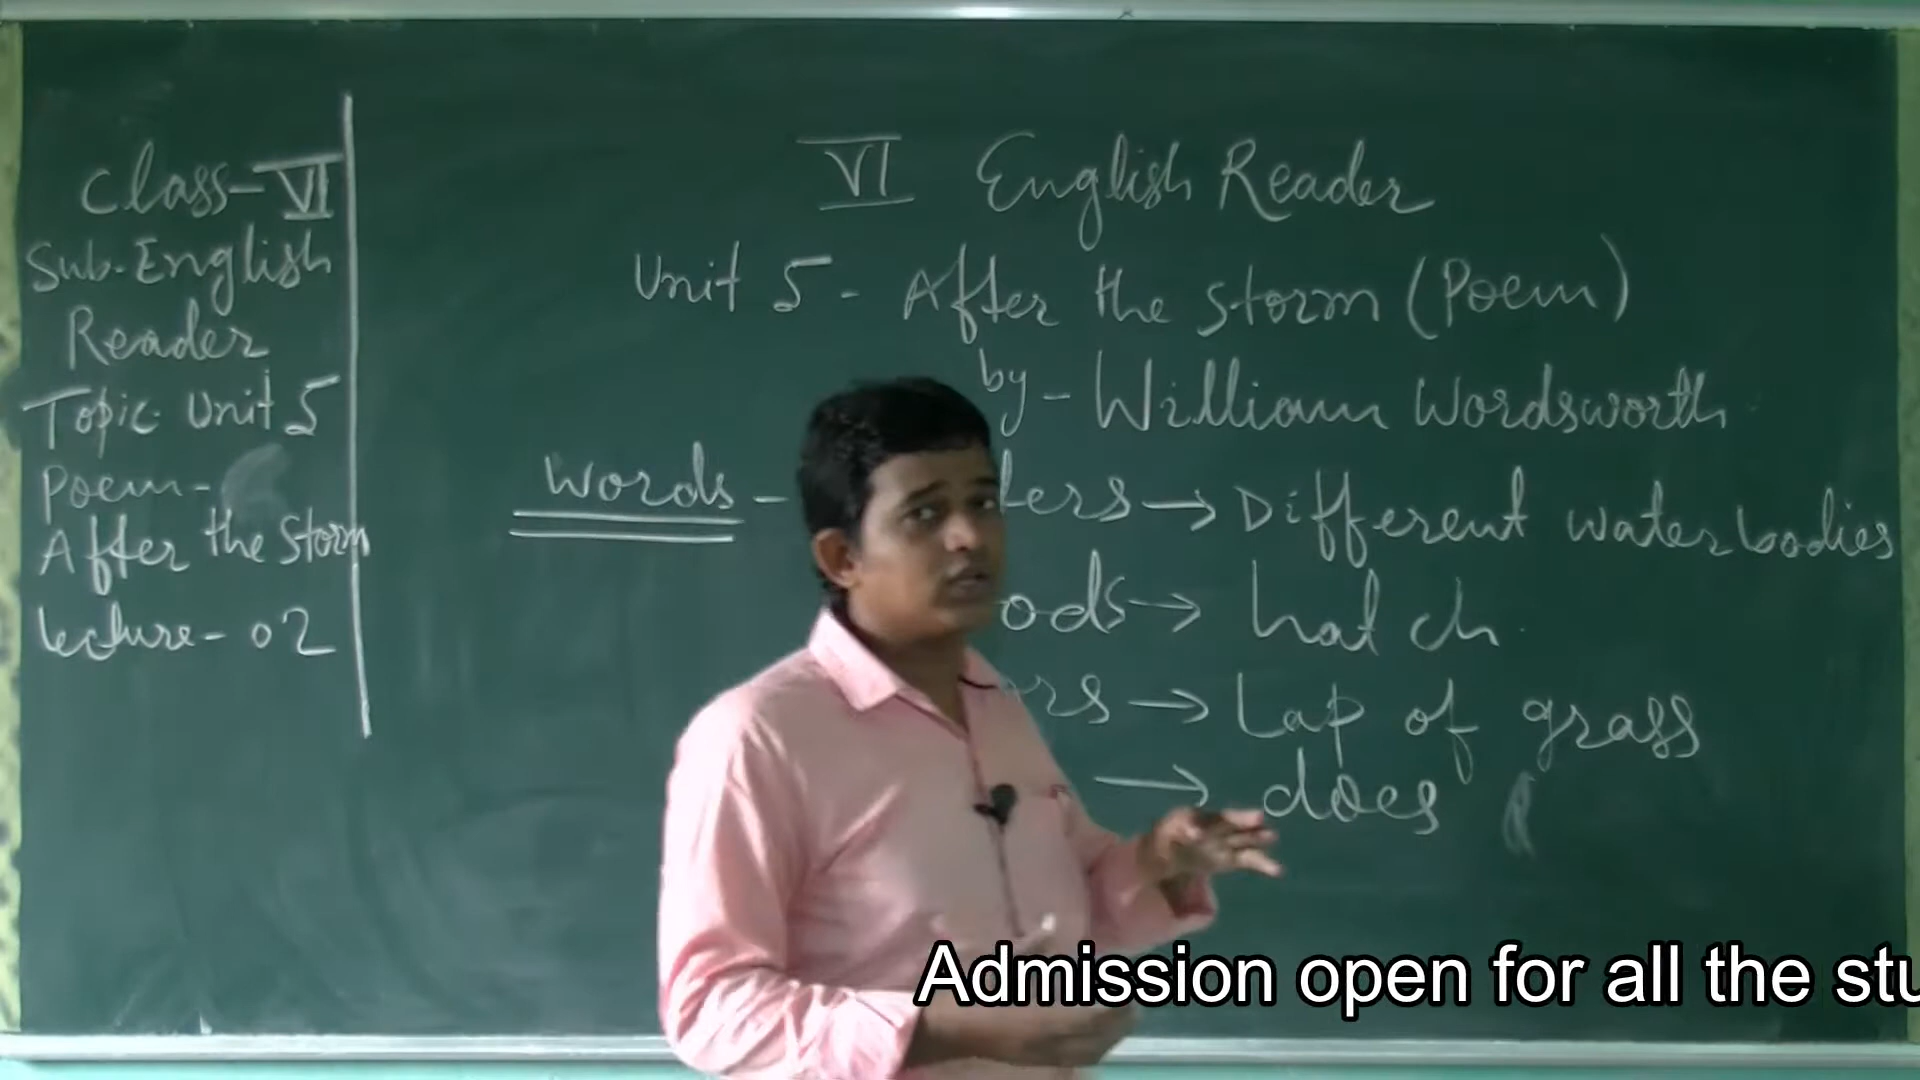 Class-VI
Sub-English
Reader
Topic. Unit 5
Poem-
After the Storm
Lecture-02
VI English Reader
Unit 5 - After the storm (Poem)
by - William Wordsworth
Words - → Different water bodies
→ hatch
→ Lap of grass
→ does
Admission open for all the stu